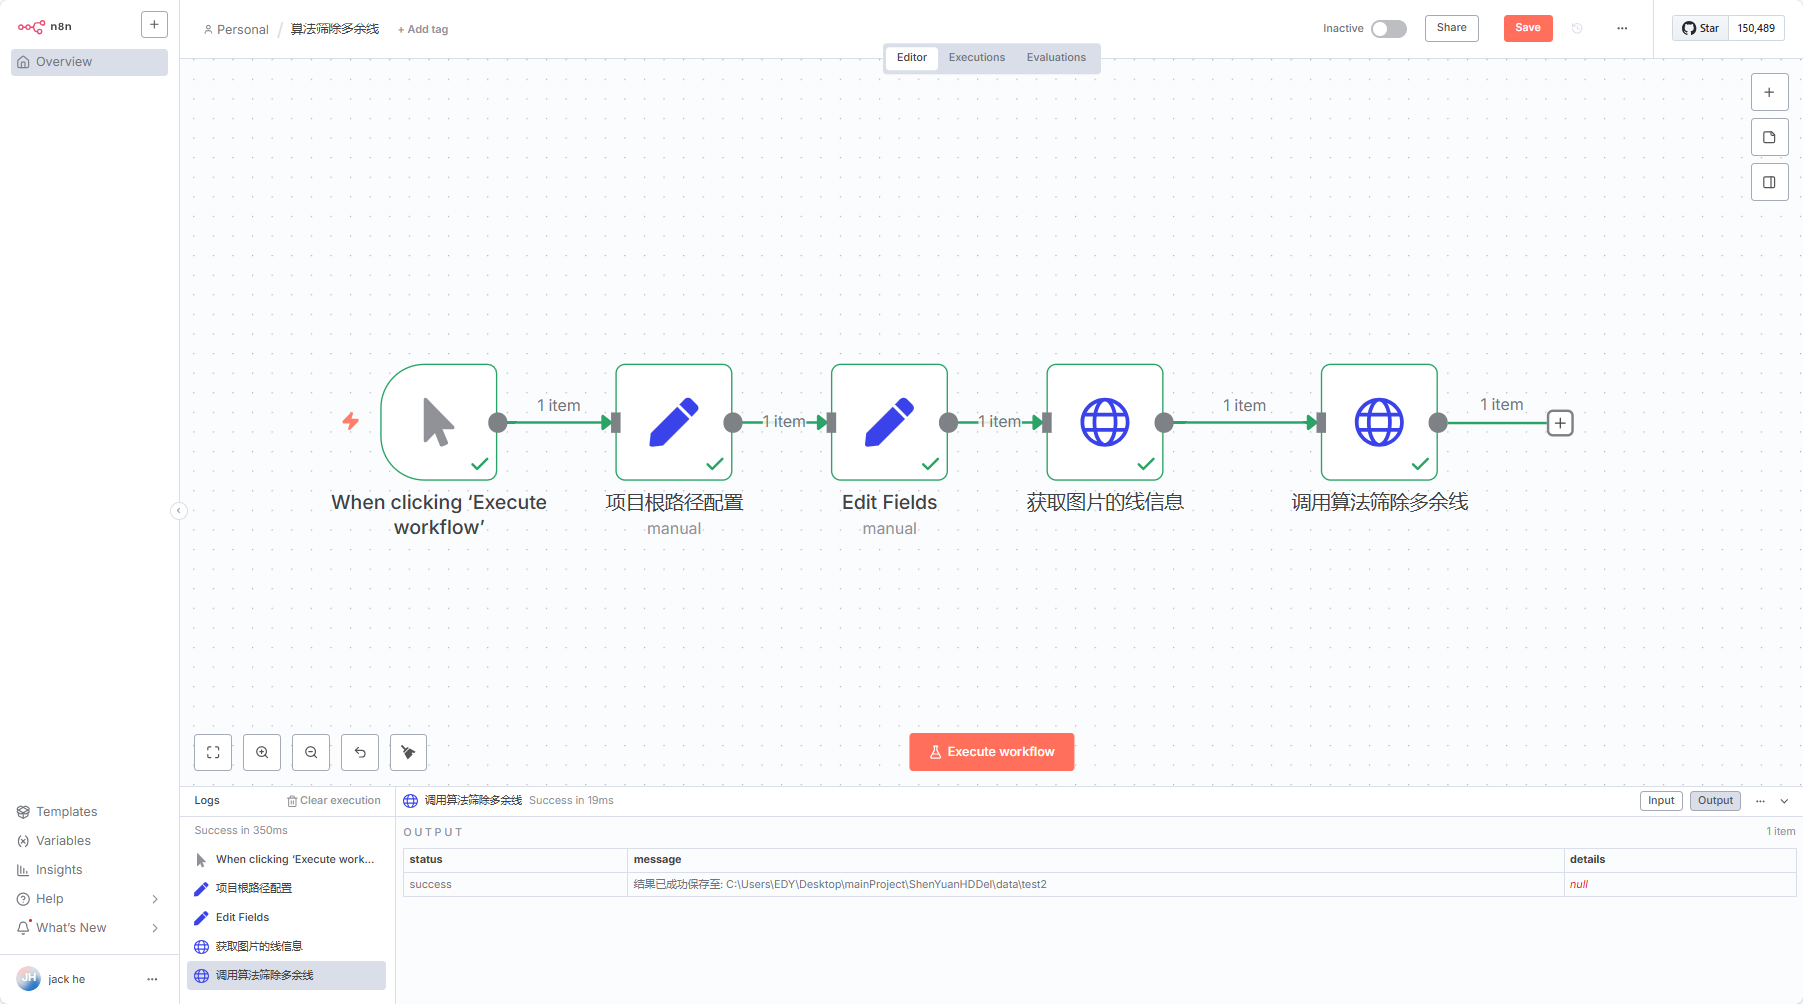 n8n
+
Overview
Personal / 算法筛除多余线 + Add tag
Inactive
Share
Save
...
Star 150,489
Editor Executions Evaluations
1 item
1 item
1 item
1 item
1 item
When clicking ‘Execute
workflow’
项目根路径配置
manual
Edit Fields
manual
获取图片的线信息
调用算法筛除多余线
Execute workflow
Templates
Variables
Insights
Help
What's New
JH jack he ...
Logs Clear execution
Success in 350ms
When clicking ‘Execute work...
项目根路径配置
Edit Fields
获取图片的线信息
调用算法筛除多余线
调用算法筛除多余线 Success in 19ms
Input Output ...
OUTPUT
1 item
status message details
success 结果已成功保存至: C:\Users\EDY\Desktop\mainProject\ShenYuanHDDel\data\test2 null